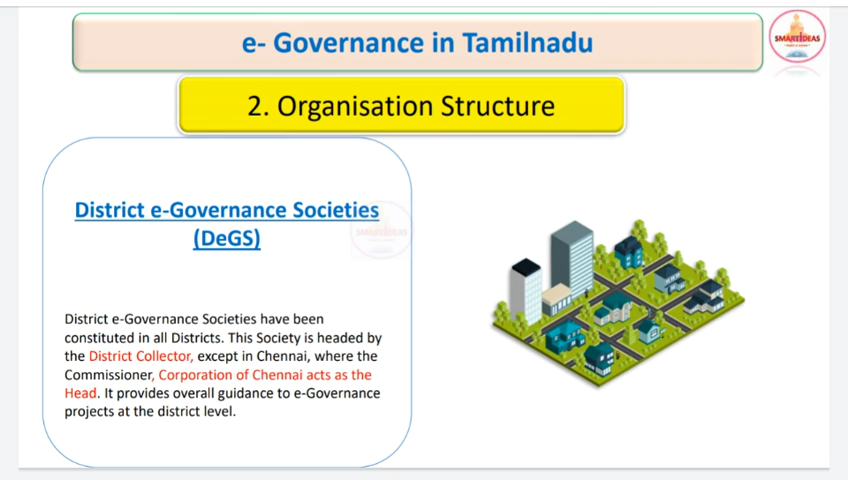 e- Governance in Tamilnadu
SMARTIDEAS
2. Organisation Structure
District e-Governance Societies
(DeGS)
SMARTIDEAS
District e-Governance Societies have been
constituted in all Districts. This Society is headed by
the District Collector, except in Chennai, where the
Commissioner, Corporation of Chennai acts as the
Head. It provides overall guidance to e-Governance
projects at the district level.